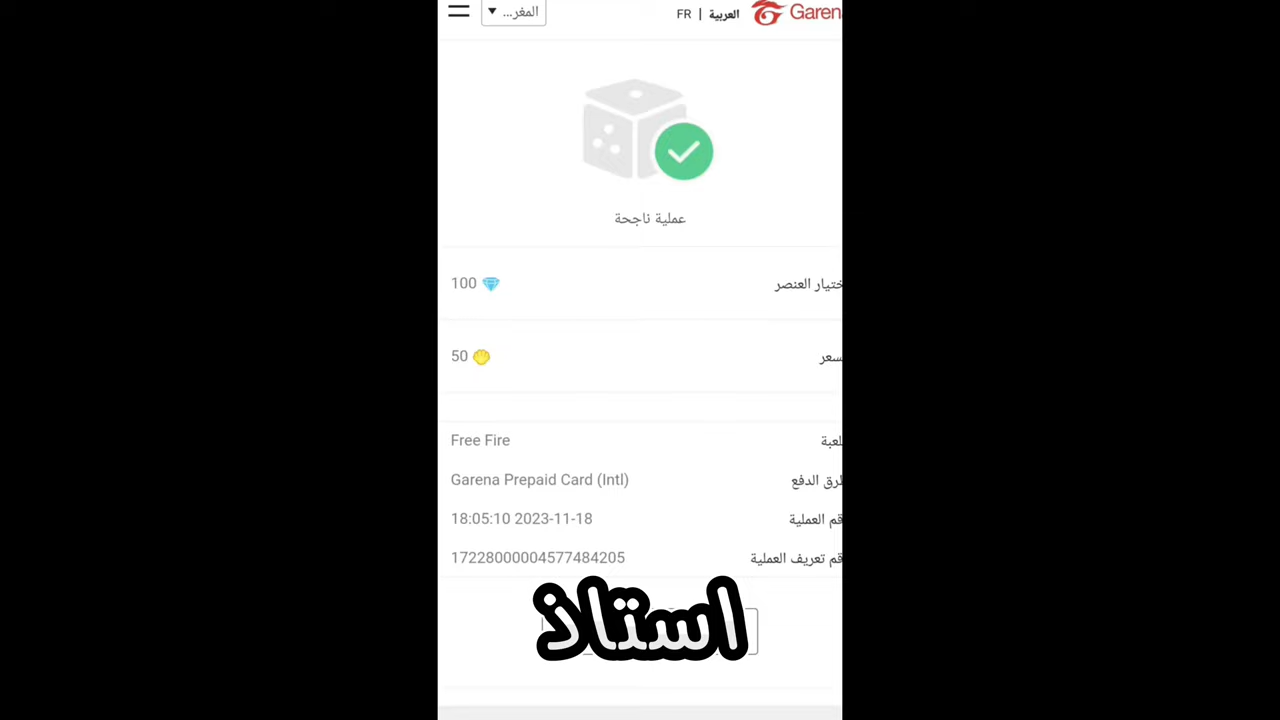 المغر... العربية | FR Garen
عملية ناجحة
ختيار العنصر 100
سعر 50
لعبة Free Fire
طرق الدفع Garena Prepaid Card (Intl)
قم العملية 18:05:10 2023-11-18
قم تعريف العملية 17228000004577484205
استاذ